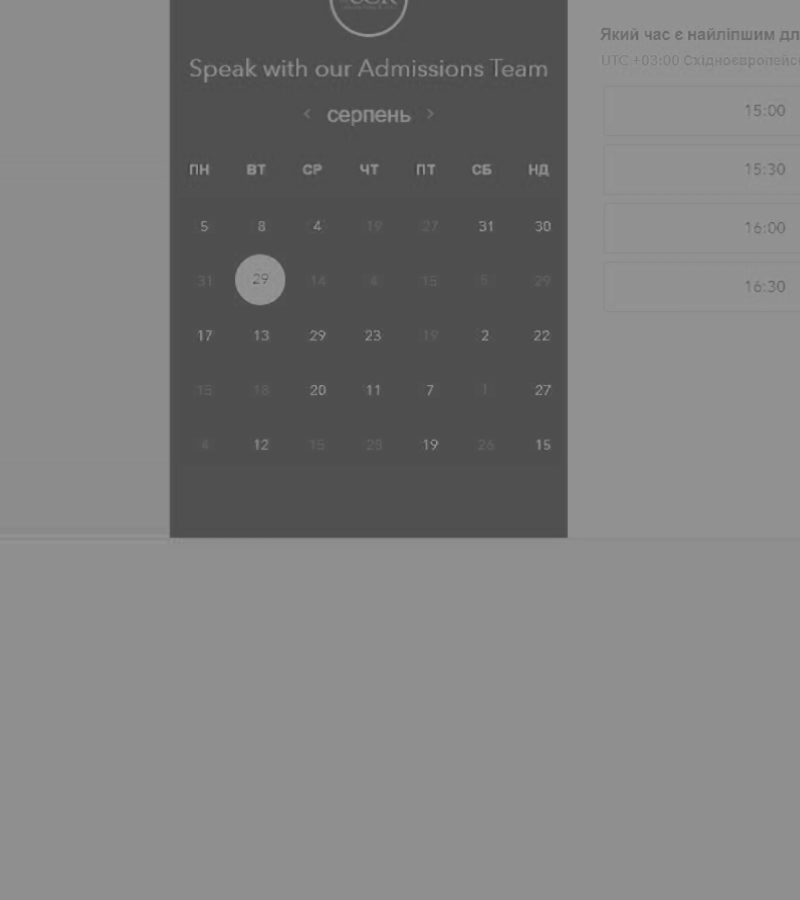 Speak with our Admissions Team
< серпень >
ПН ВТ СР ЧТ ПТ СБ НД
5 8 4 19 27 31 30
31 29 14 4 15 5 29
17 13 29 23 19 2 22
15 18 20 11 7 1 27
4 12 15 28 19 26 15
Який час є найліпшим дл
UTC +03:00 Східноєвропейс
15:00
15:30
16:00
16:30